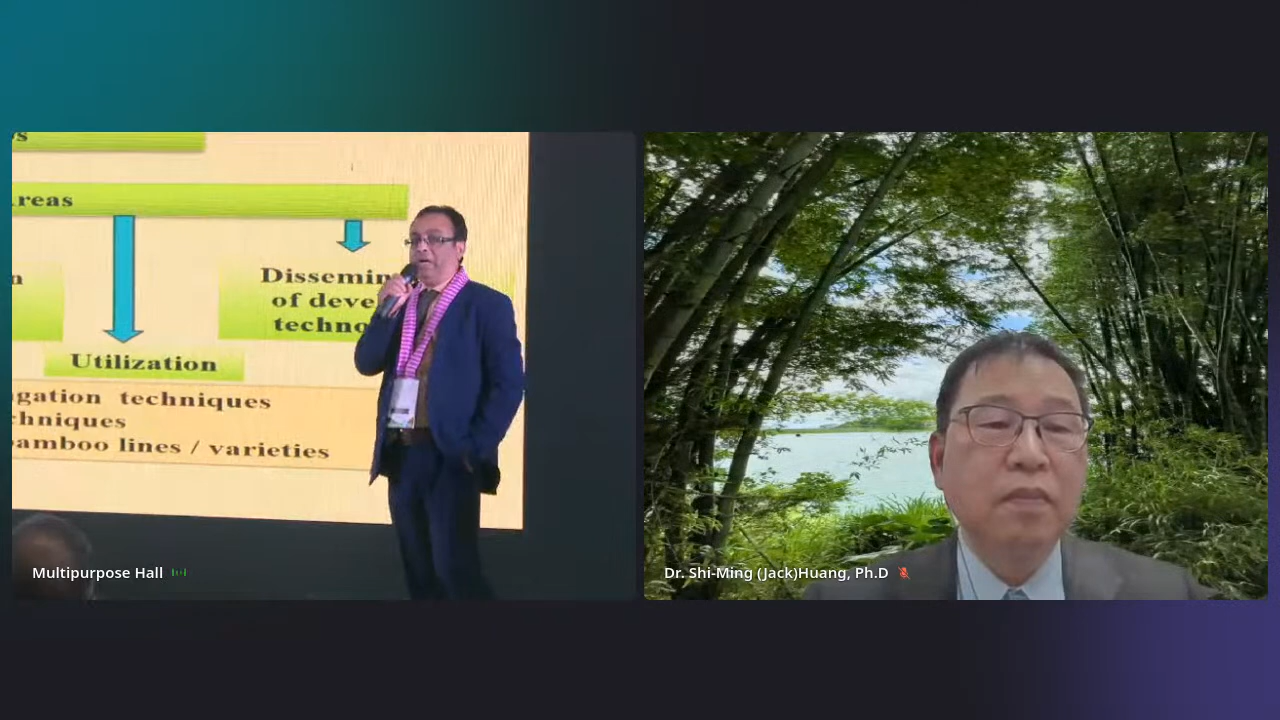 reas
Dissemin
of deve
techno
Utilization
gation techniques
chniques
bamboo lines / varieties
Multipurpose Hall
Dr. Shi-Ming (Jack)Huang, Ph.D